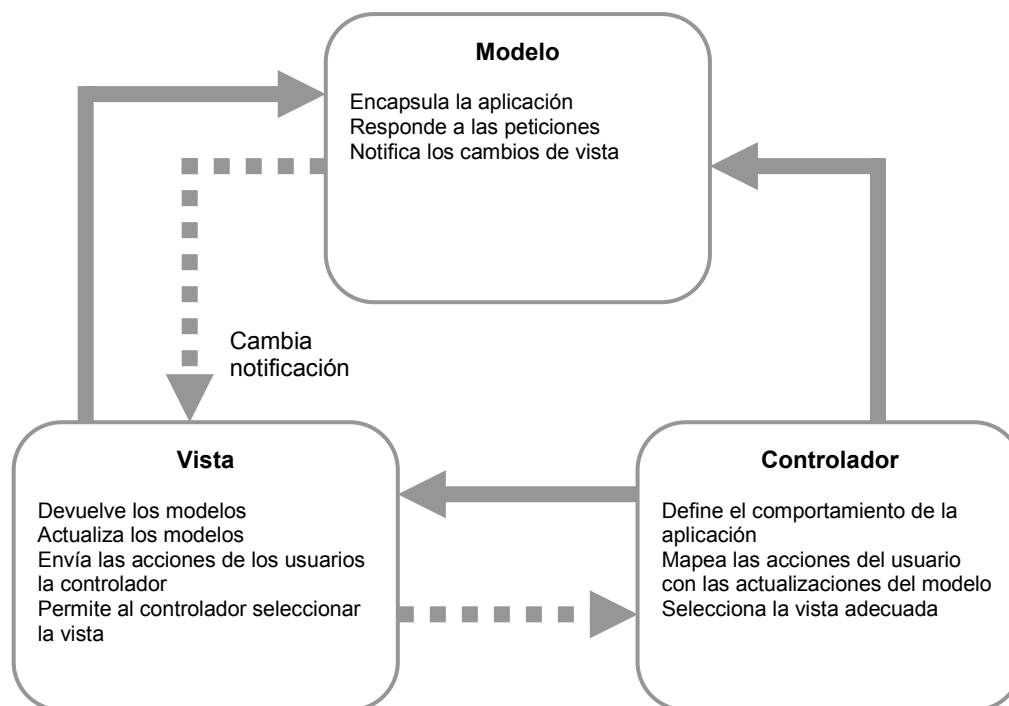 Modelo
Encapsula la aplicación
Responde a las peticiones
Notifica los cambios de vista
Cambia
notificación
Vista
Devuelve los modelos
Actualiza los modelos
Envía las acciones de los usuarios
la controlador
Permite al controlador seleccionar
la vista
Controlador
Define el comportamiento de la
aplicación
Mapea las acciones del usuario
con las actualizaciones del modelo
Selecciona la vista adecuada